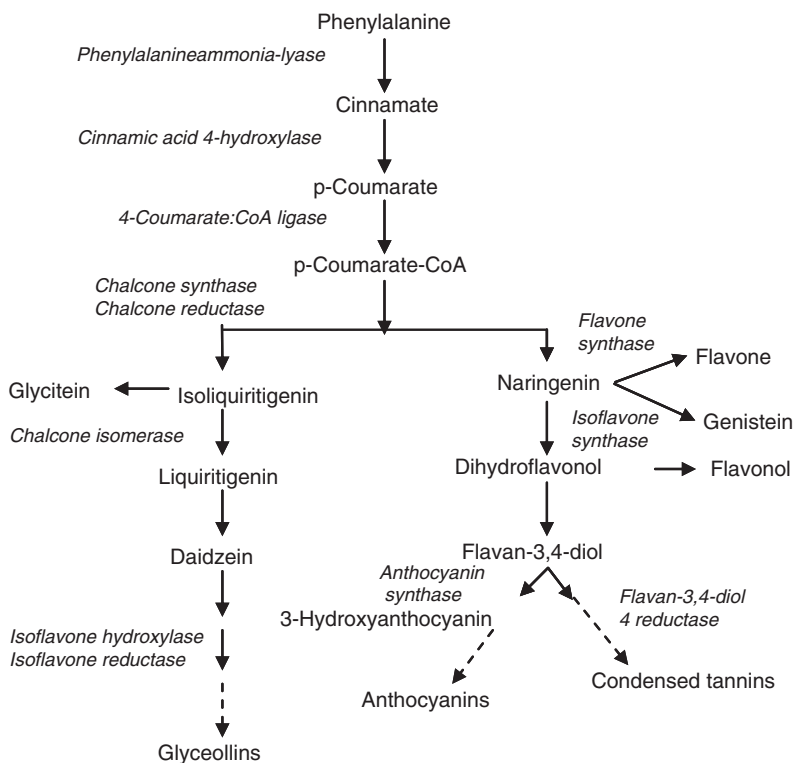 Phenylalanine
Phenylalanineammonia-lyase
Cinnamate
Cinnamic acid 4-hydroxylase
p-Coumarate
4-Coumarate:CoA ligase
p-Coumarate-CoA
Chalcone synthase
Chalcone reductase
Flavone
synthase
Flavone
Glycitein
Isoliquiritigenin
Naringenin
Genistein
Chalcone isomerase
Isoflavone
synthase
Liquiritigenin
Dihydroflavonol
Flavonol
Daidzein
Flavan-3,4-diol
Anthocyanin
synthase
Flavan-3,4-diol
4 reductase
3-Hydroxyanthocyanin
Isoflavone hydroxylase
Isoflavone reductase
Anthocyanins
Condensed tannins
Glyceollins